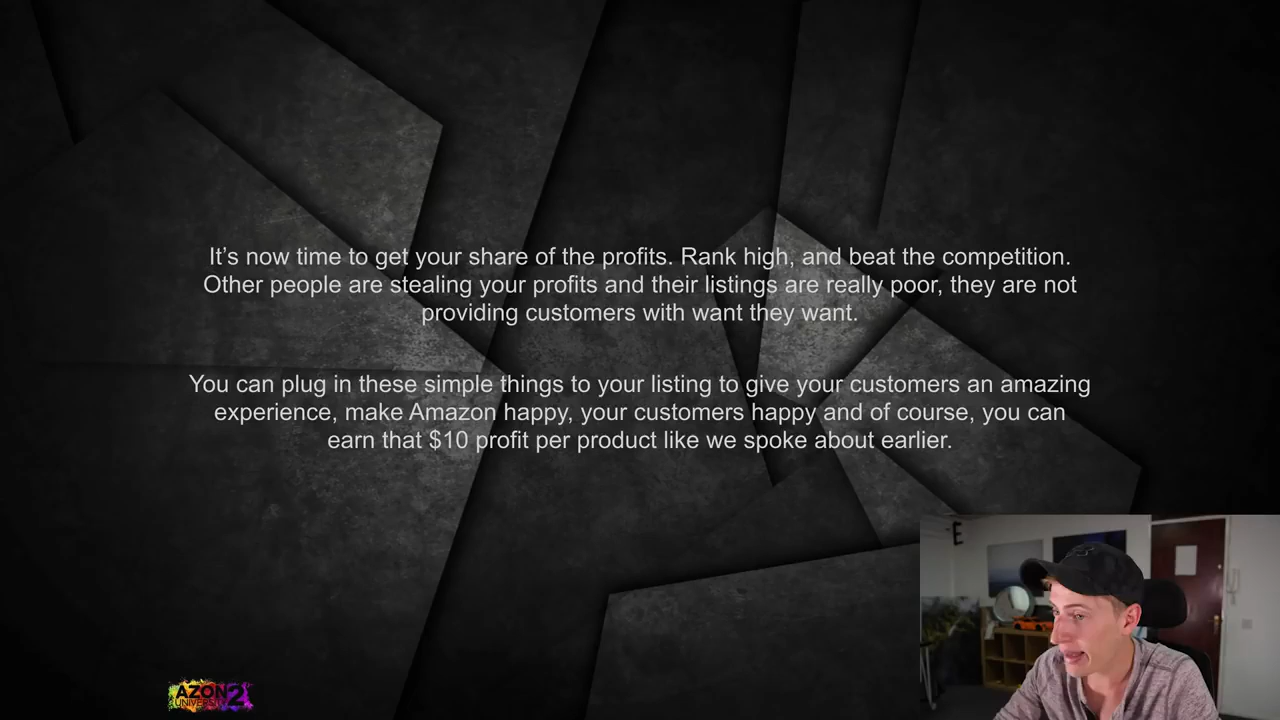 It’s now time to get your share of the profits. Rank high, and beat the competition.
Other people are stealing your profits and their listings are really poor, they are not
providing customers with want they want.
You can plug in these simple things to your listing to give your customers an amazing
experience, make Amazon happy, your customers happy and of course, you can
earn that $10 profit per product like we spoke about earlier.
E
AZON
UNIVERSITY
2